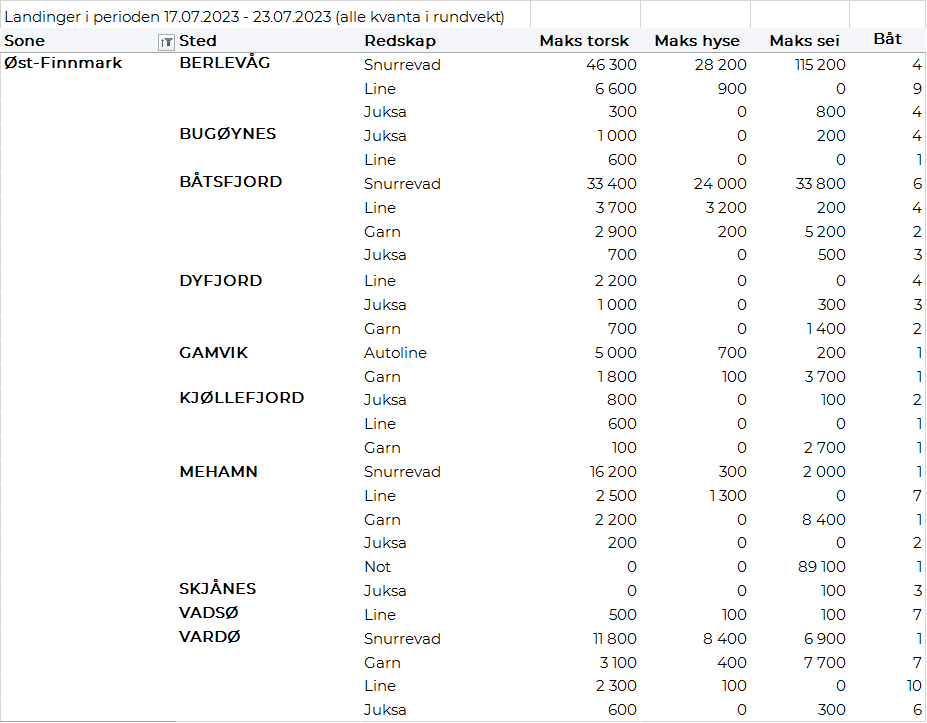 Landinger i perioden 17.07.2023 - 23.07.2023 (alle kvanta i rundvekt)
Sone Sted Redskap Maks torsk Maks hyse Maks sei Båt
Øst-Finnmark BERLEVÅG Snurrevad 46 300 28 200 115 200 4
Line 6 600 900 0 9
Juksa 300 0 800 4
BUGØYNES Juksa 1 000 0 200 4
Line 600 0 0 1
BÅTSFJORD Snurrevad 33 400 24 000 33 800 6
Line 3 700 3 200 200 4
Garn 2 900 200 5 200 2
Juksa 700 0 500 3
DYFJORD Line 2 200 0 0 4
Juksa 1 000 0 300 3
Garn 700 0 1 400 2
GAMVIK Autoline 5 000 700 200 1
Garn 1 800 100 3 700 1
KJØLLEFJORD Juksa 800 0 100 2
Line 600 0 0 1
Garn 100 0 2 700 1
MEHAMN Snurrevad 16 200 300 2 000 1
Line 2 500 1 300 0 7
Garn 2 200 0 8 400 1
Juksa 200 0 0 2
Not 0 0 89 100 1
SKJÅNES Juksa 0 0 100 3
VADSØ Line 500 100 100 7
VARDØ Snurrevad 11 800 8 400 6 900 1
Garn 3 100 400 7 700 7
Line 2 300 100 0 10
Juksa 600 0 300 6